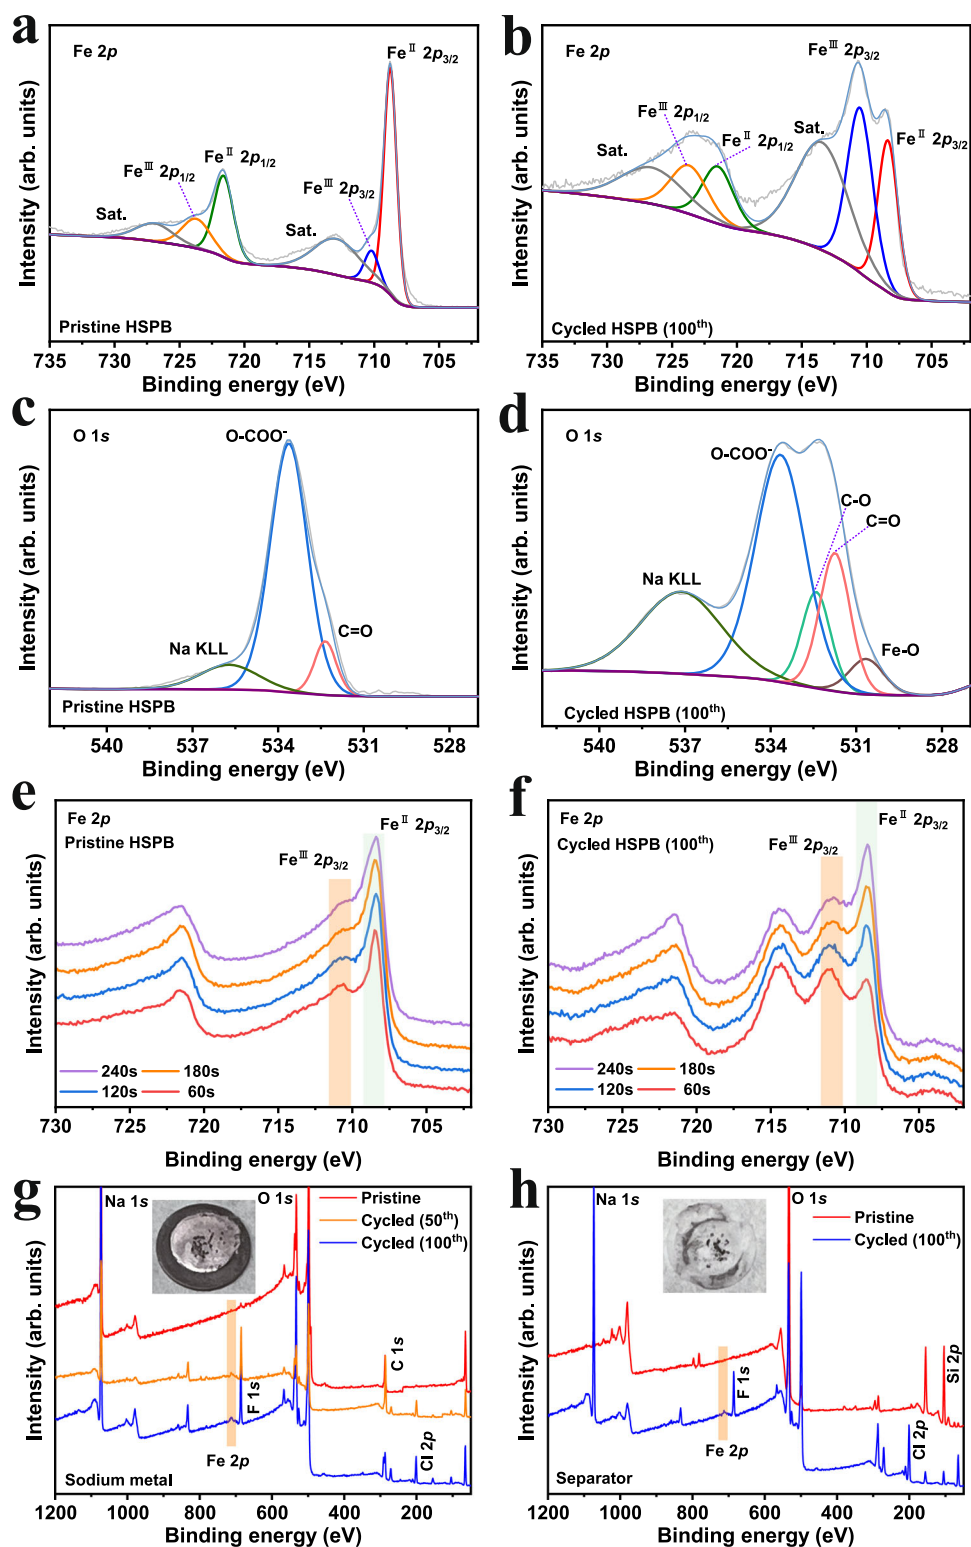 a
Fe 2p
Fe^II 2p3/2
Fe^III 2p1/2
Fe^II 2p1/2
Fe^III 2p3/2
Sat.
Sat.
Pristine HSPB
Intensity (arb. units)
735 730 725 720 715 710 705
Binding energy (eV)
b
Fe 2p
Fe^III 2p3/2
Fe^III 2p1/2
Fe^II 2p1/2
Sat.
Sat.
Fe^II 2p3/2
Cycled HSPB (100th)
Intensity (arb. units)
735 730 725 720 715 710 705
Binding energy (eV)
c
O 1s
O-COO-
Na KLL
C=O
Pristine HSPB
Intensity (arb. units)
540 537 534 531 528
Binding energy (eV)
d
O 1s
O-COO-
C-O
C=O
Na KLL
Fe-O
Cycled HSPB (100th)
Intensity (arb. units)
540 537 534 531 528
Binding energy (eV)
e
Fe 2p
Pristine HSPB
Fe^II 2p3/2
Fe^III 2p3/2
240s 180s
120s 60s
Intensity (arb. units)
730 725 720 715 710 705
Binding energy (eV)
f
Fe 2p
Cycled HSPB (100th)
Fe^III 2p3/2
Fe^II 2p3/2
240s 180s
120s 60s
Intensity (arb. units)
730 725 720 715 710 705
Binding energy (eV)
g
Na 1s
O 1s
Pristine
Cycled (50th)
Cycled (100th)
C 1s
F 1s
Fe 2p
Cl 2p
Sodium metal
Intensity (arb. units)
1200 1000 800 600 400 200
Binding energy (eV)
h
Na 1s
O 1s
Pristine
Cycled (100th)
Si 2p
F 1s
Fe 2p
Cl 2p
Separator
Intensity (arb. units)
1200 1000 800 600 400 200
Binding energy (eV)